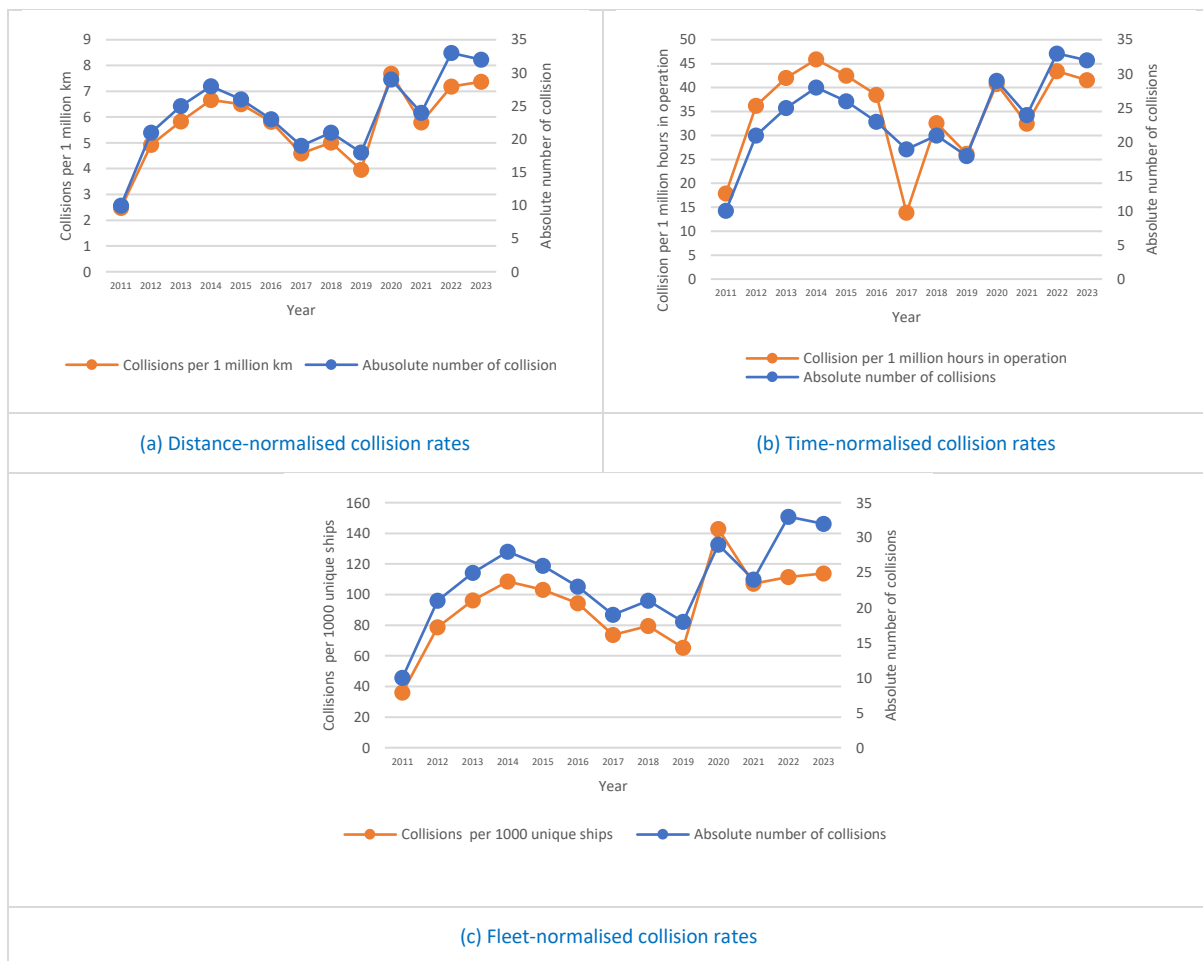 9
8
7
6
5
4
3
2
1
0
Collisions per 1 million km
35
30
25
20
15
10
5
0
Absolute number of collision
2011 2012 2013 2014 2015 2016 2017 2018 2019 2020 2021 2022 2023
Year
Collisions per 1 million km
Abusolute number of collision
50
45
40
35
30
25
20
15
10
5
0
Collision per 1 million hours in operation
35
30
25
20
15
10
5
0
Absolute number of collisions
2011 2012 2013 2014 2015 2016 2017 2018 2019 2020 2021 2022 2023
Year
Collision per 1 million hours in operation
Absolute number of collisions
(a) Distance-normalised collision rates
(b) Time-normalised collision rates
160
140
120
100
80
60
40
20
0
Collisions per 1000 unique ships
35
30
25
20
15
10
5
0
Absolute number of collisions
2011 2012 2013 2014 2015 2016 2017 2018 2019 2020 2021 2022 2023
Year
Collisions per 1000 unique ships
Absolute number of collisions
(c) Fleet-normalised collision rates